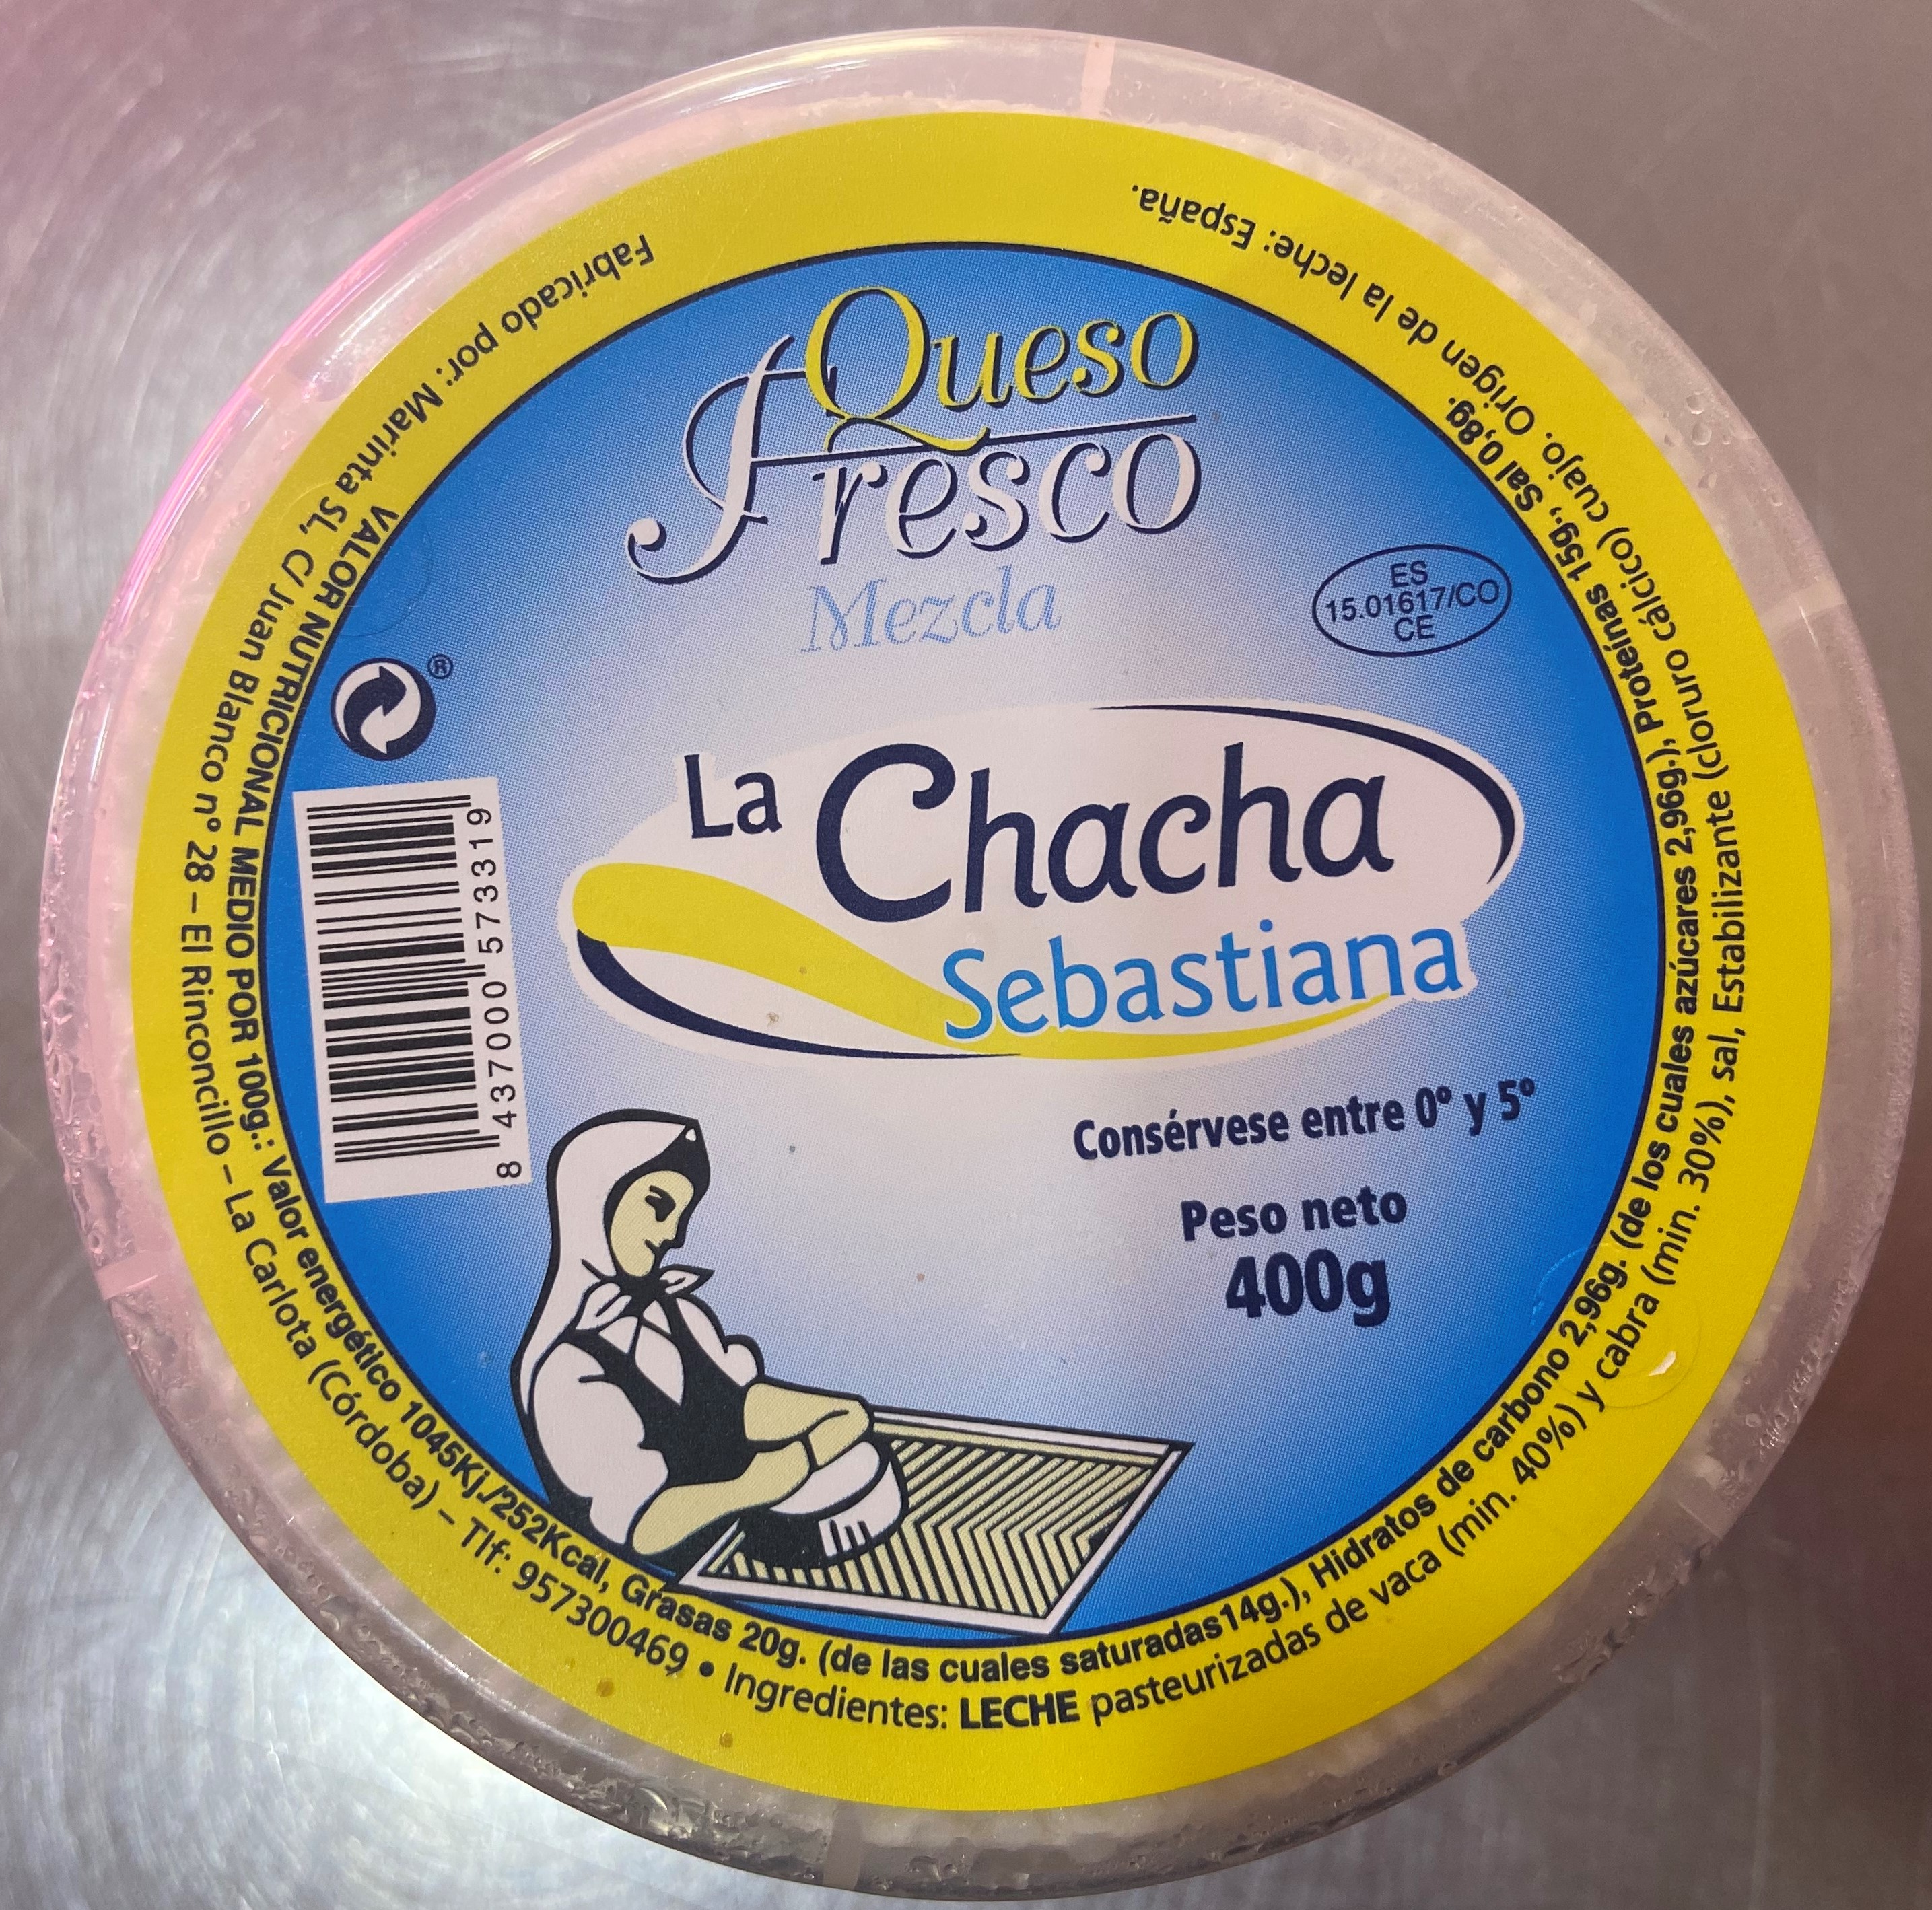 Queso
Fresco
Mezcla
ES
15.01617/CO
CE
®
La Chacha
Sebastiana
8 437000 573319
Consérvese entre 0º y 5º
Peso neto
400g
VALOR NUTRICIONAL MEDIO POR 100g.: Valor energético 1045Kj./252Kcal, Grasas 20g. (de las cuales saturadas14g.), Hidratos de carbono 2,96g. (de los cuales azúcares 2,96g.), Proteínas 15g., Sal 0,8g.
Fabricado por: Marinta SL, C/ Juan Blanco nº 28 – El Rinconcillo – La Carlota (Córdoba) – Tlf: 957300469 • Ingredientes: LECHE pasteurizadas de vaca (min. 40%) y cabra (min. 30%), sal, Estabilizante (cloruro cálcico) cuajo. Origen de la leche: España.